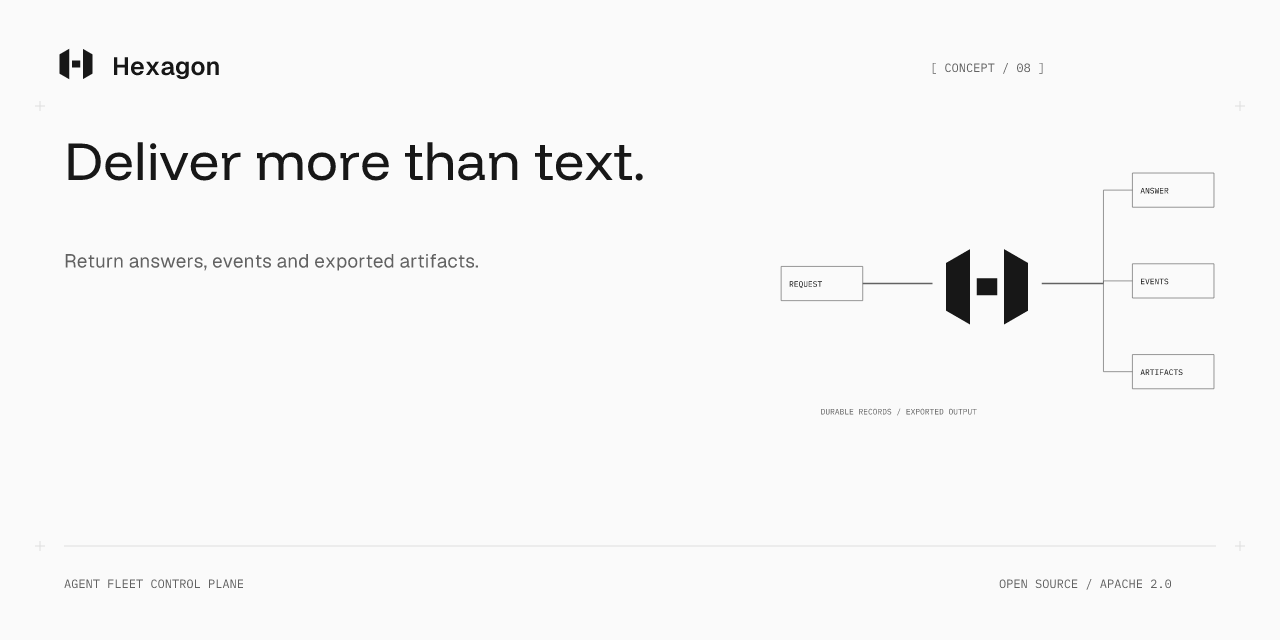 Hexagon
[ CONCEPT / 08 ]
Deliver more than text.
Return answers, events and exported artifacts.
REQUEST
ANSWER
EVENTS
ARTIFACTS
DURABLE RECORDS / EXPORTED OUTPUT
AGENT FLEET CONTROL PLANE
OPEN SOURCE / APACHE 2.0